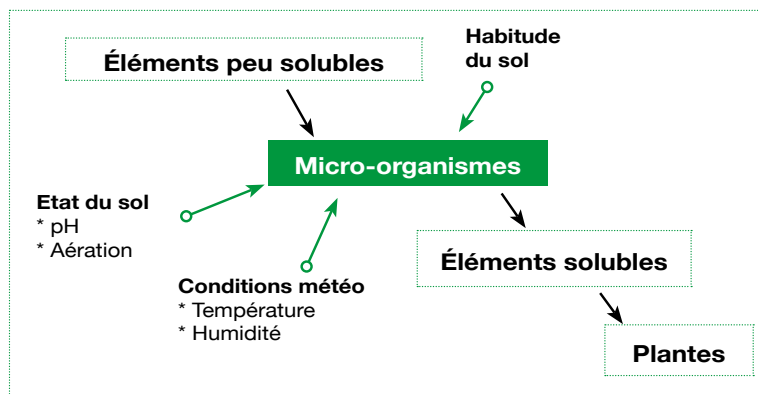 Habitude
du sol
Éléments peu solubles
Micro-organismes
Etat du sol
* pH
* Aération
Éléments solubles
Conditions météo
* Température
* Humidité
Plantes